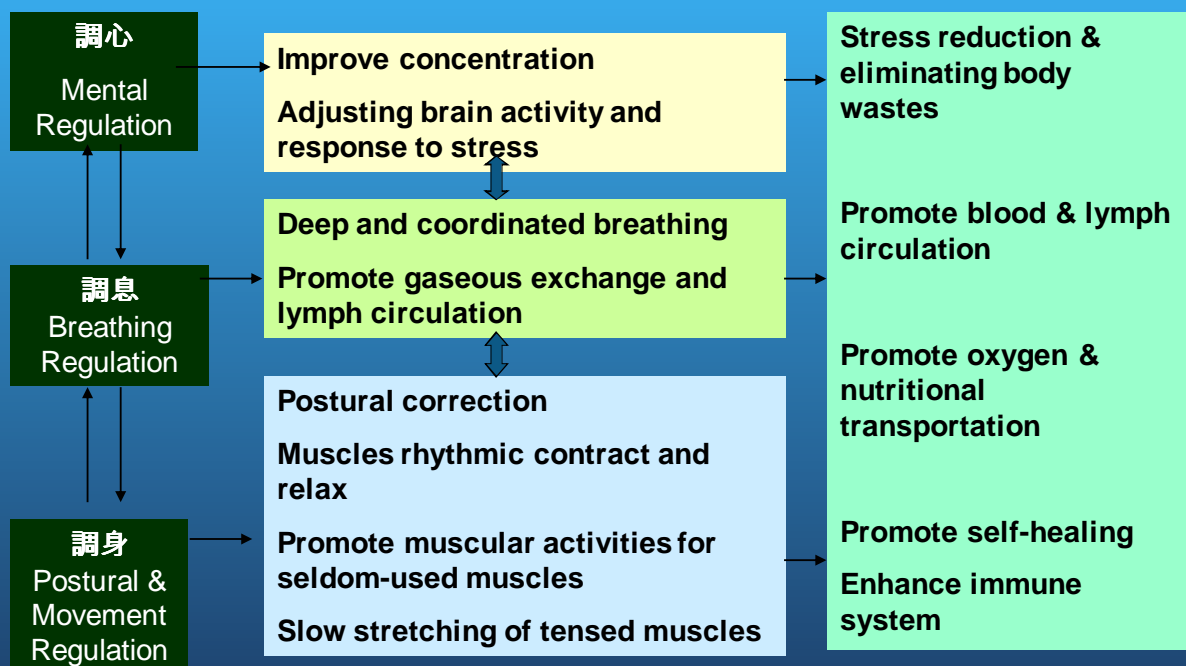 調心
Mental
Regulation
調息
Breathing
Regulation
調身
Postural &
Movement
Regulation
Improve concentration
Adjusting brain activity and
response to stress
Deep and coordinated breathing
Promote gaseous exchange and
lymph circulation
Postural correction
Muscles rhythmic contract and
relax
Promote muscular activities for
seldom-used muscles
Slow stretching of tensed muscles
Stress reduction &
eliminating body
wastes
Promote blood & lymph
circulation
Promote oxygen &
nutritional
transportation
Promote self-healing
Enhance immune
system